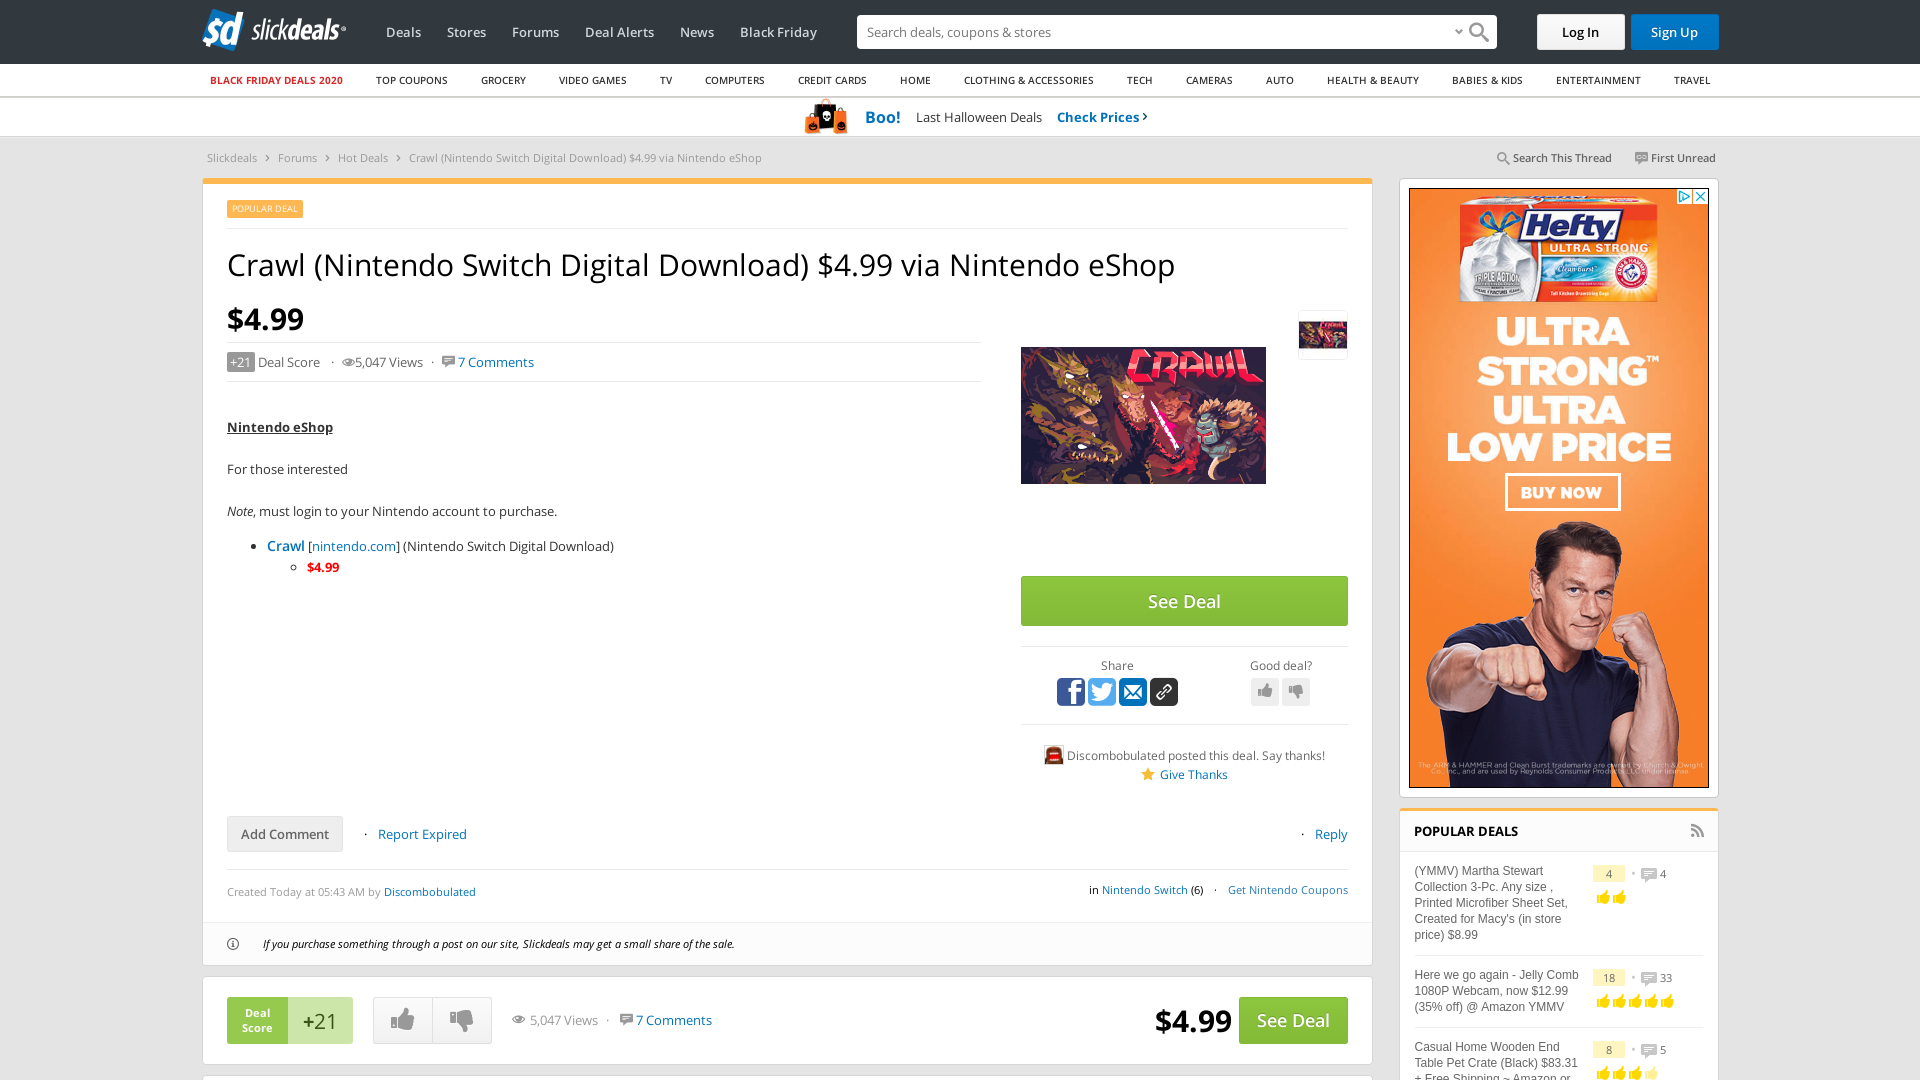 slickdeals
Deals
Stores
Forums
Deal Alerts
News
Black Friday
Search deals, coupons & stores
Log In
Sign Up
BLACK FRIDAY DEALS 2020
TOP COUPONS
GROCERY
VIDEO GAMES
TV
COMPUTERS
CREDIT CARDS
HOME
CLOTHING & ACCESSORIES
TECH
CAMERAS
AUTO
HEALTH & BEAUTY
BABIES & KIDS
ENTERTAINMENT
TRAVEL
Boo! Last Halloween Deals Check Prices ›
Slickdeals › Forums › Hot Deals › Crawl (Nintendo Switch Digital Download) $4.99 via Nintendo eShop
Search This Thread
First Unread
POPULAR DEAL
Crawl (Nintendo Switch Digital Download) $4.99 via Nintendo eShop
$4.99
+21 Deal Score · 5,047 Views · 7 Comments
CRAWL
Nintendo eShop
For those interested
Note, must login to your Nintendo account to purchase.
Crawl [nintendo.com] (Nintendo Switch Digital Download)
$4.99
See Deal
Share
Good deal?
Discombobulated posted this deal. Say thanks!
Give Thanks
Add Comment · Report Expired
· Reply
Created Today at 05:43 AM by Discombobulated
in Nintendo Switch (6) · Get Nintendo Coupons
If you purchase something through a post on our site, Slickdeals may get a small share of the sale.
Deal
Score
+21
5,047 Views · 7 Comments
$4.99
See Deal
Hefty
ULTRA STRONG
Clean burst
TRIPLE ACTION
ULTRA
STRONG™
ULTRA
LOW PRICE
BUY NOW
The ARM & HAMMER and Clean Burst trademarks are owned by Church & Dwight
Co., Inc., and are used by Reynolds Consumer Products LLC under license.
POPULAR DEALS
(YMMV) Martha Stewart
Collection 3-Pc. Any size ,
Printed Microfiber Sheet Set,
Created for Macy's (in store
price) $8.99
4 · 4
Here we go again - Jelly Comb
1080P Webcam, now $12.99
(35% off) @ Amazon YMMV
18 · 33
Casual Home Wooden End
Table Pet Crate (Black) $83.31
+ Free Shipping ~ Amazon or
8 · 5